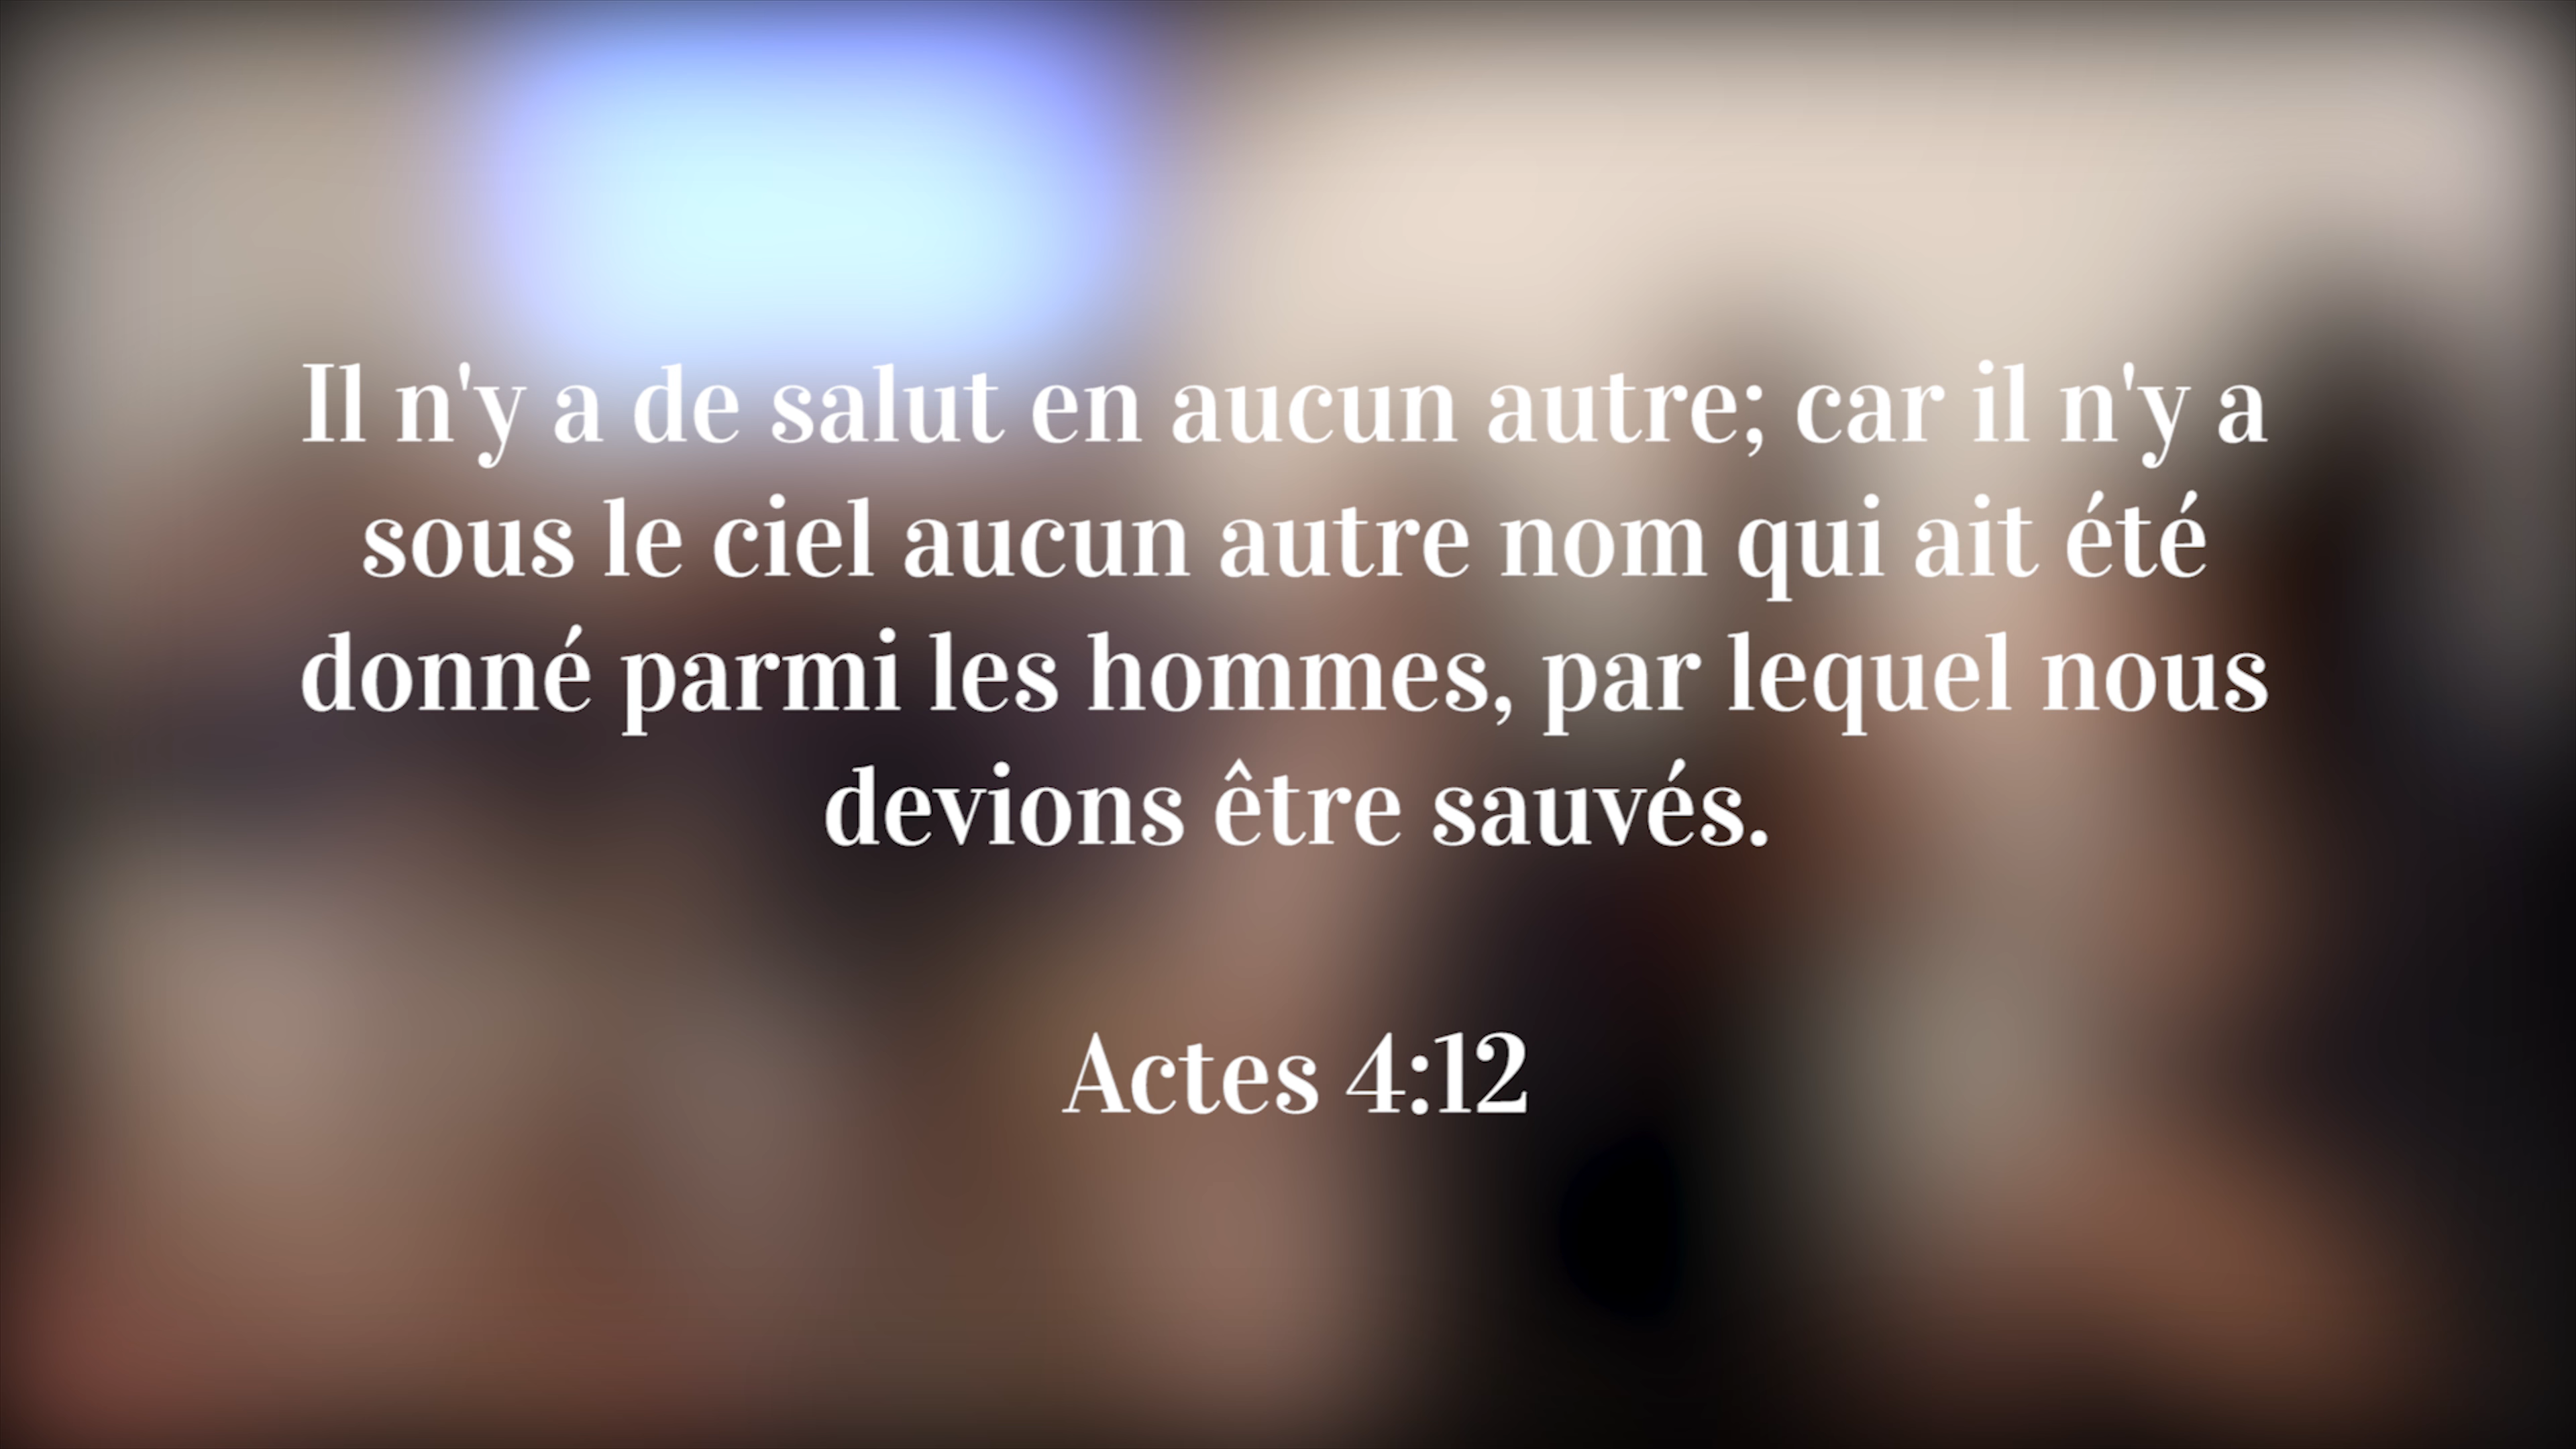 Il n'y a de salut en aucun autre; car il n'y a
sous le ciel aucun autre nom qui ait été
donné parmi les hommes, par lequel nous
devions être sauvés.
Actes 4:12